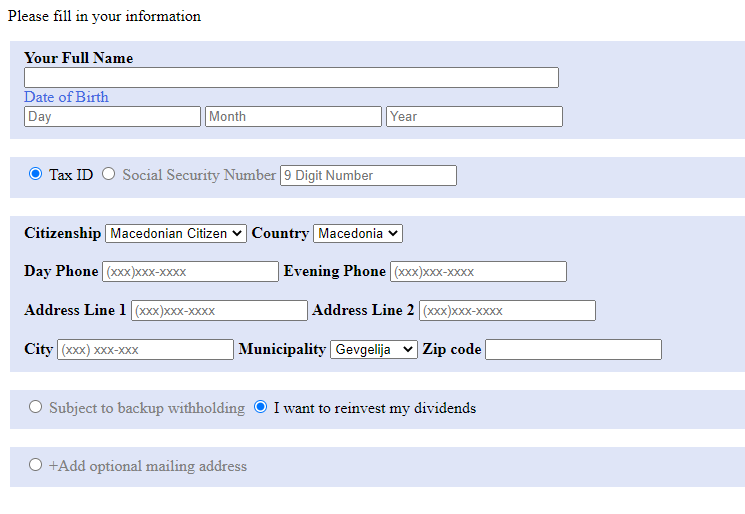 Please fill in your information
Your Full Name
Date of Birth
Day Month Year
Tax ID Social Security Number 9 Digit Number
Citizenship Macedonian Citizen Country Macedonia
Day Phone (xxx)xxx-xxxx Evening Phone (xxx)xxx-xxxx
Address Line 1 (xxx)xxx-xxxx Address Line 2 (xxx)xxx-xxxx
City (xxx) xxx-xxx Municipality Gevgelija Zip code
Subject to backup withholding I want to reinvest my dividends
+Add optional mailing address